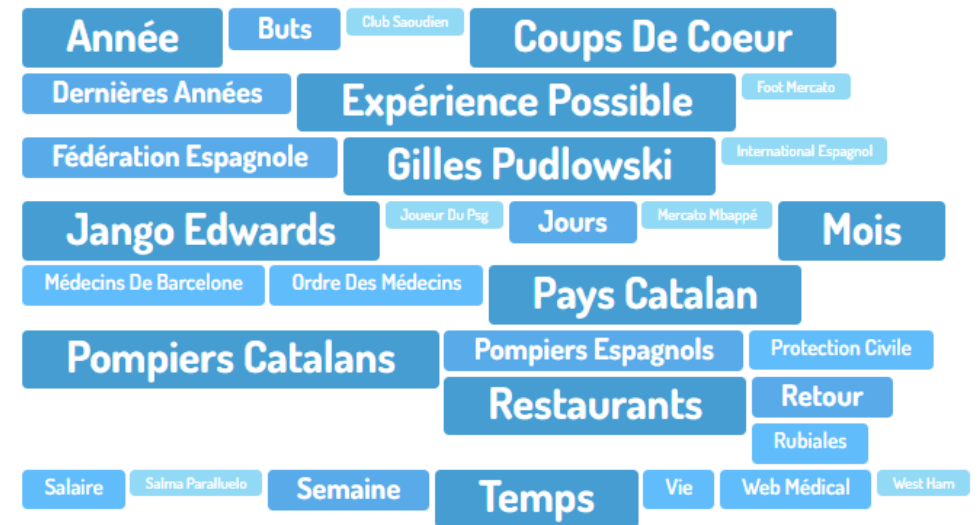 Année Buts Club Saoudien Coups De Coeur
Dernières Années Expérience Possible Foot Mercato
Fédération Espagnole Gilles Pudlowski International Espagnol
Jango Edwards Joueur Du Psg Jours Mercato Mbappé Mois
Médecins De Barcelone Ordre Des Médecins Pays Catalan
Pompiers Catalans Pompiers Espagnols Protection Civile
Restaurants Retour
Rubiales
Salaire Salma Paralluelo Semaine Temps Vie Web Médical West Ham